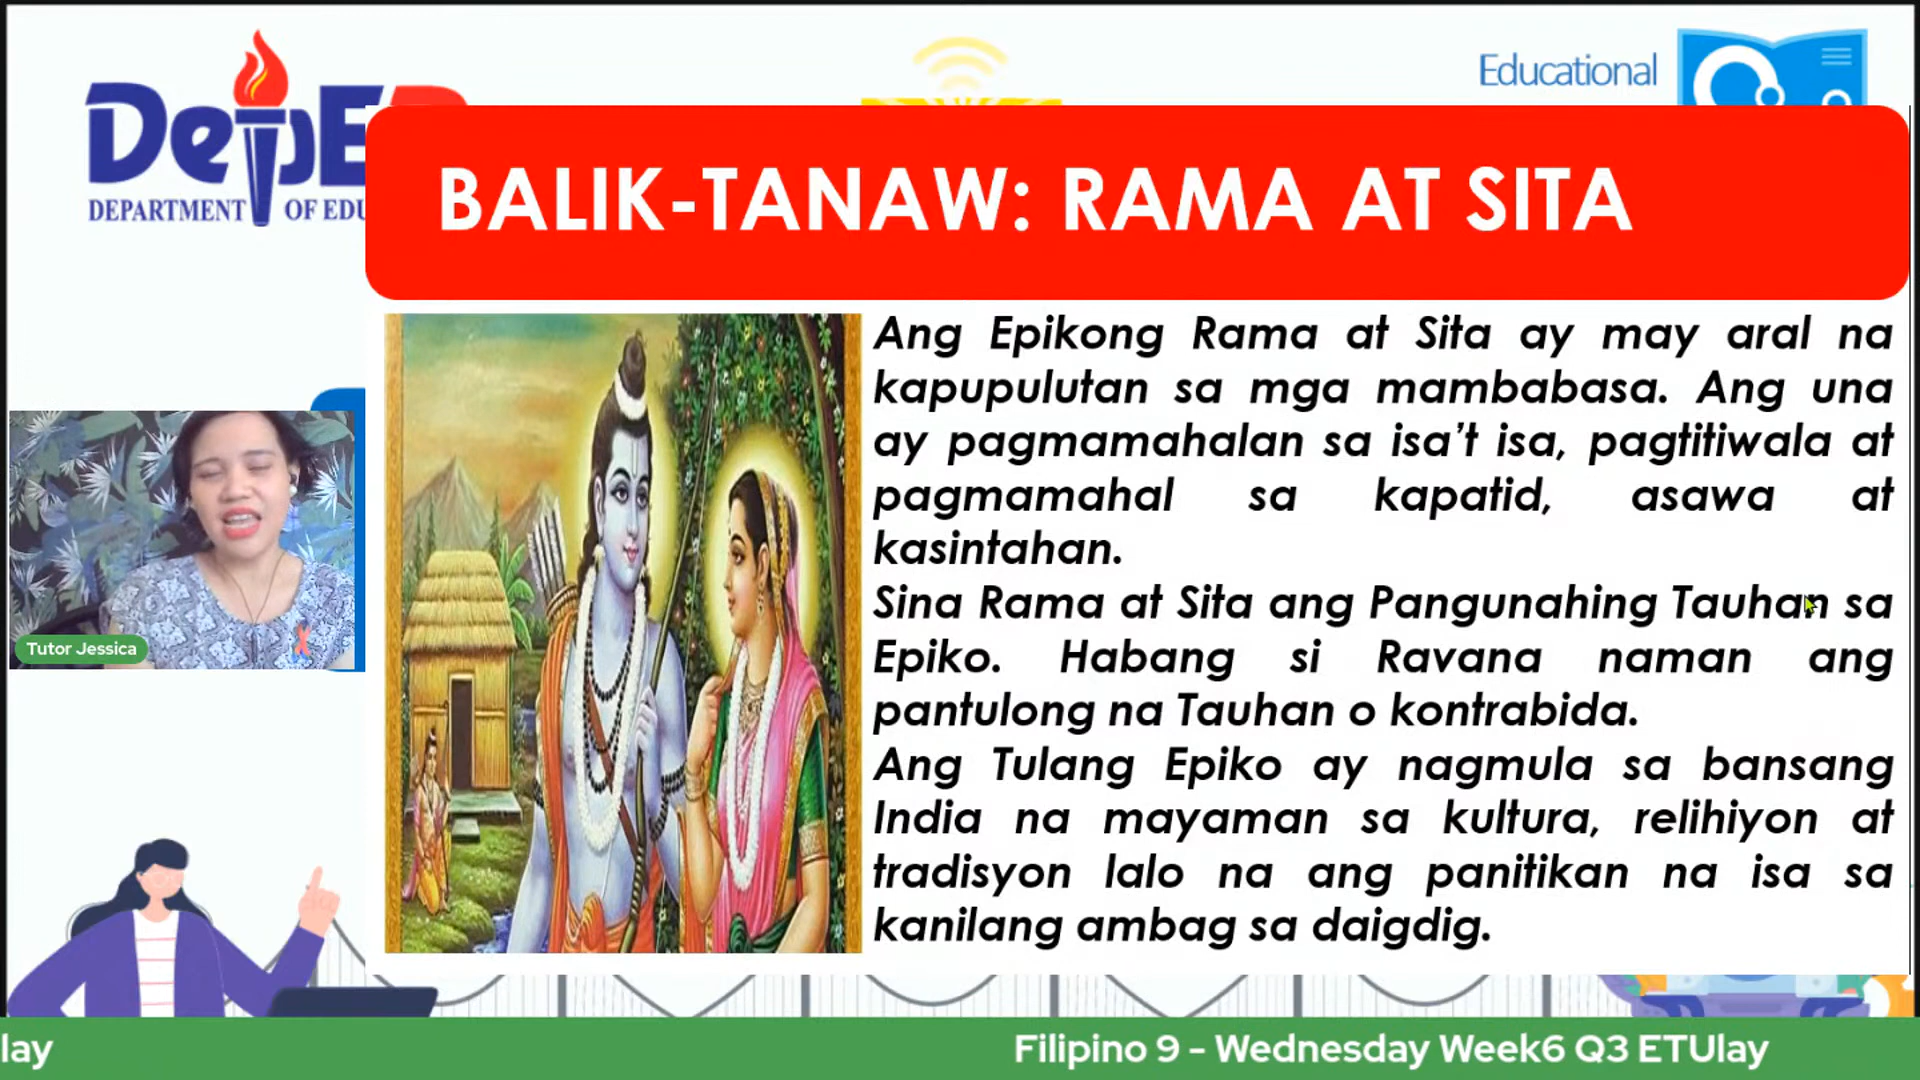 DepED
DEPARTMENT OF EDU
Educational
BALIK-TANAW: RAMA AT SITA
Ang Epikong Rama at Sita ay may aral na
kapupulutan sa mga mambabasa. Ang una
ay pagmamahalan sa isa't isa, pagtitiwala at
pagmamahal sa kapatid, asawa at
kasintahan.
Sina Rama at Sita ang Pangunahing Tauhan sa
Epiko. Habang si Ravana naman ang
pantulong na Tauhan o kontrabida.
Ang Tulang Epiko ay nagmula sa bansang
India na mayaman sa kultura, relihiyon at
tradisyon lalo na ang panitikan na isa sa
kanilang ambag sa daigdig.
Tutor Jessica
lay
Filipino 9 - Wednesday Week6 Q3 ETUlay